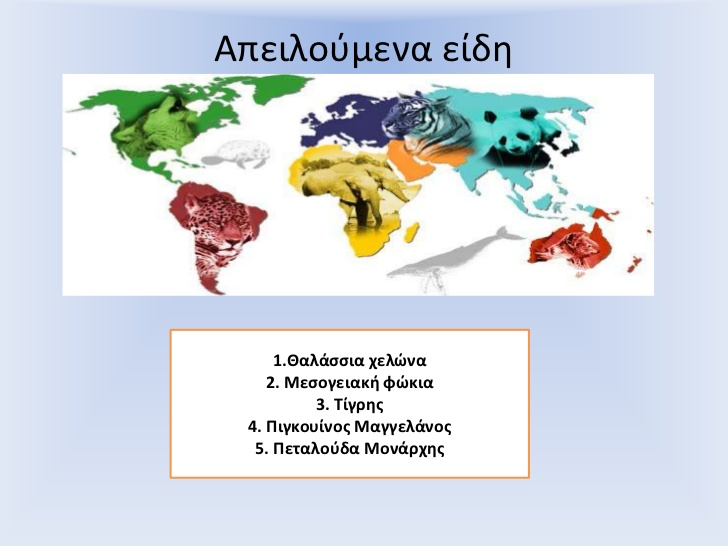 Απειλούμενα είδη
1.Θαλάσσια χελώνα
2. Μεσογειακή φώκια
3. Τίγρης
4. Πιγκουίνος Μαγγελάνος
5. Πεταλούδα Μονάρχης